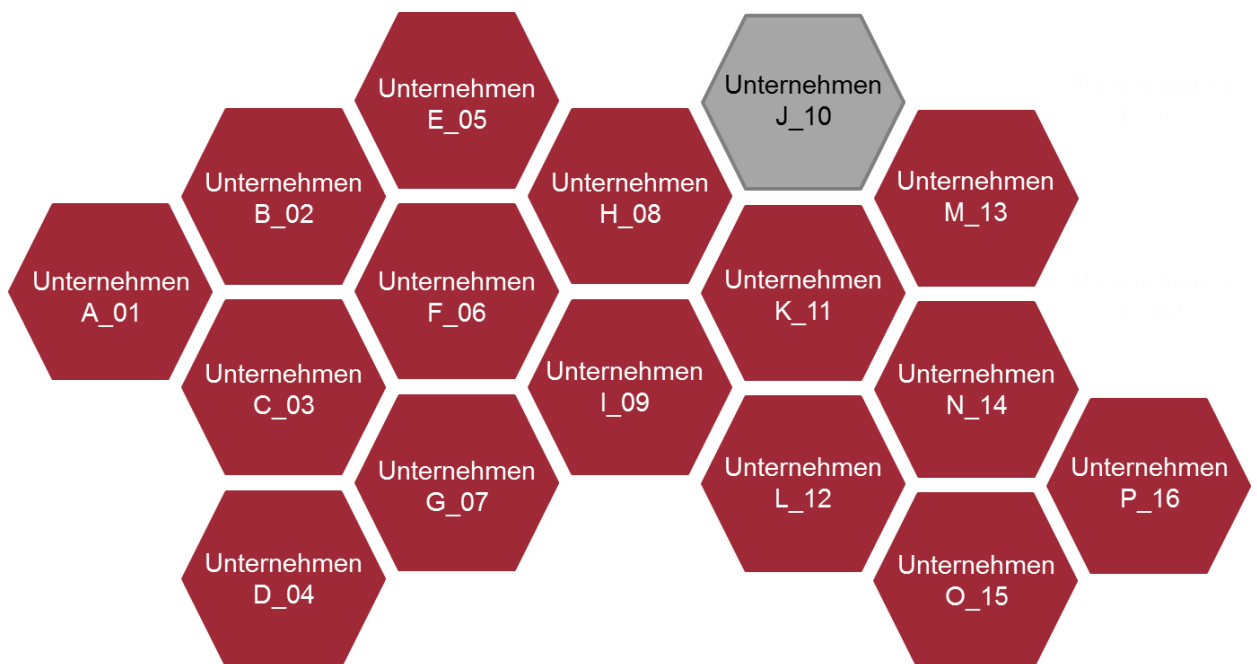 Unternehmen
A_01
Unternehmen
B_02
Unternehmen
C_03
Unternehmen
D_04
Unternehmen
E_05
Unternehmen
F_06
Unternehmen
G_07
Unternehmen
H_08
Unternehmen
I_09
Unternehmen
J_10
Unternehmen
K_11
Unternehmen
L_12
Unternehmen
M_13
Unternehmen
N_14
Unternehmen
O_15
Unternehmen
P_16